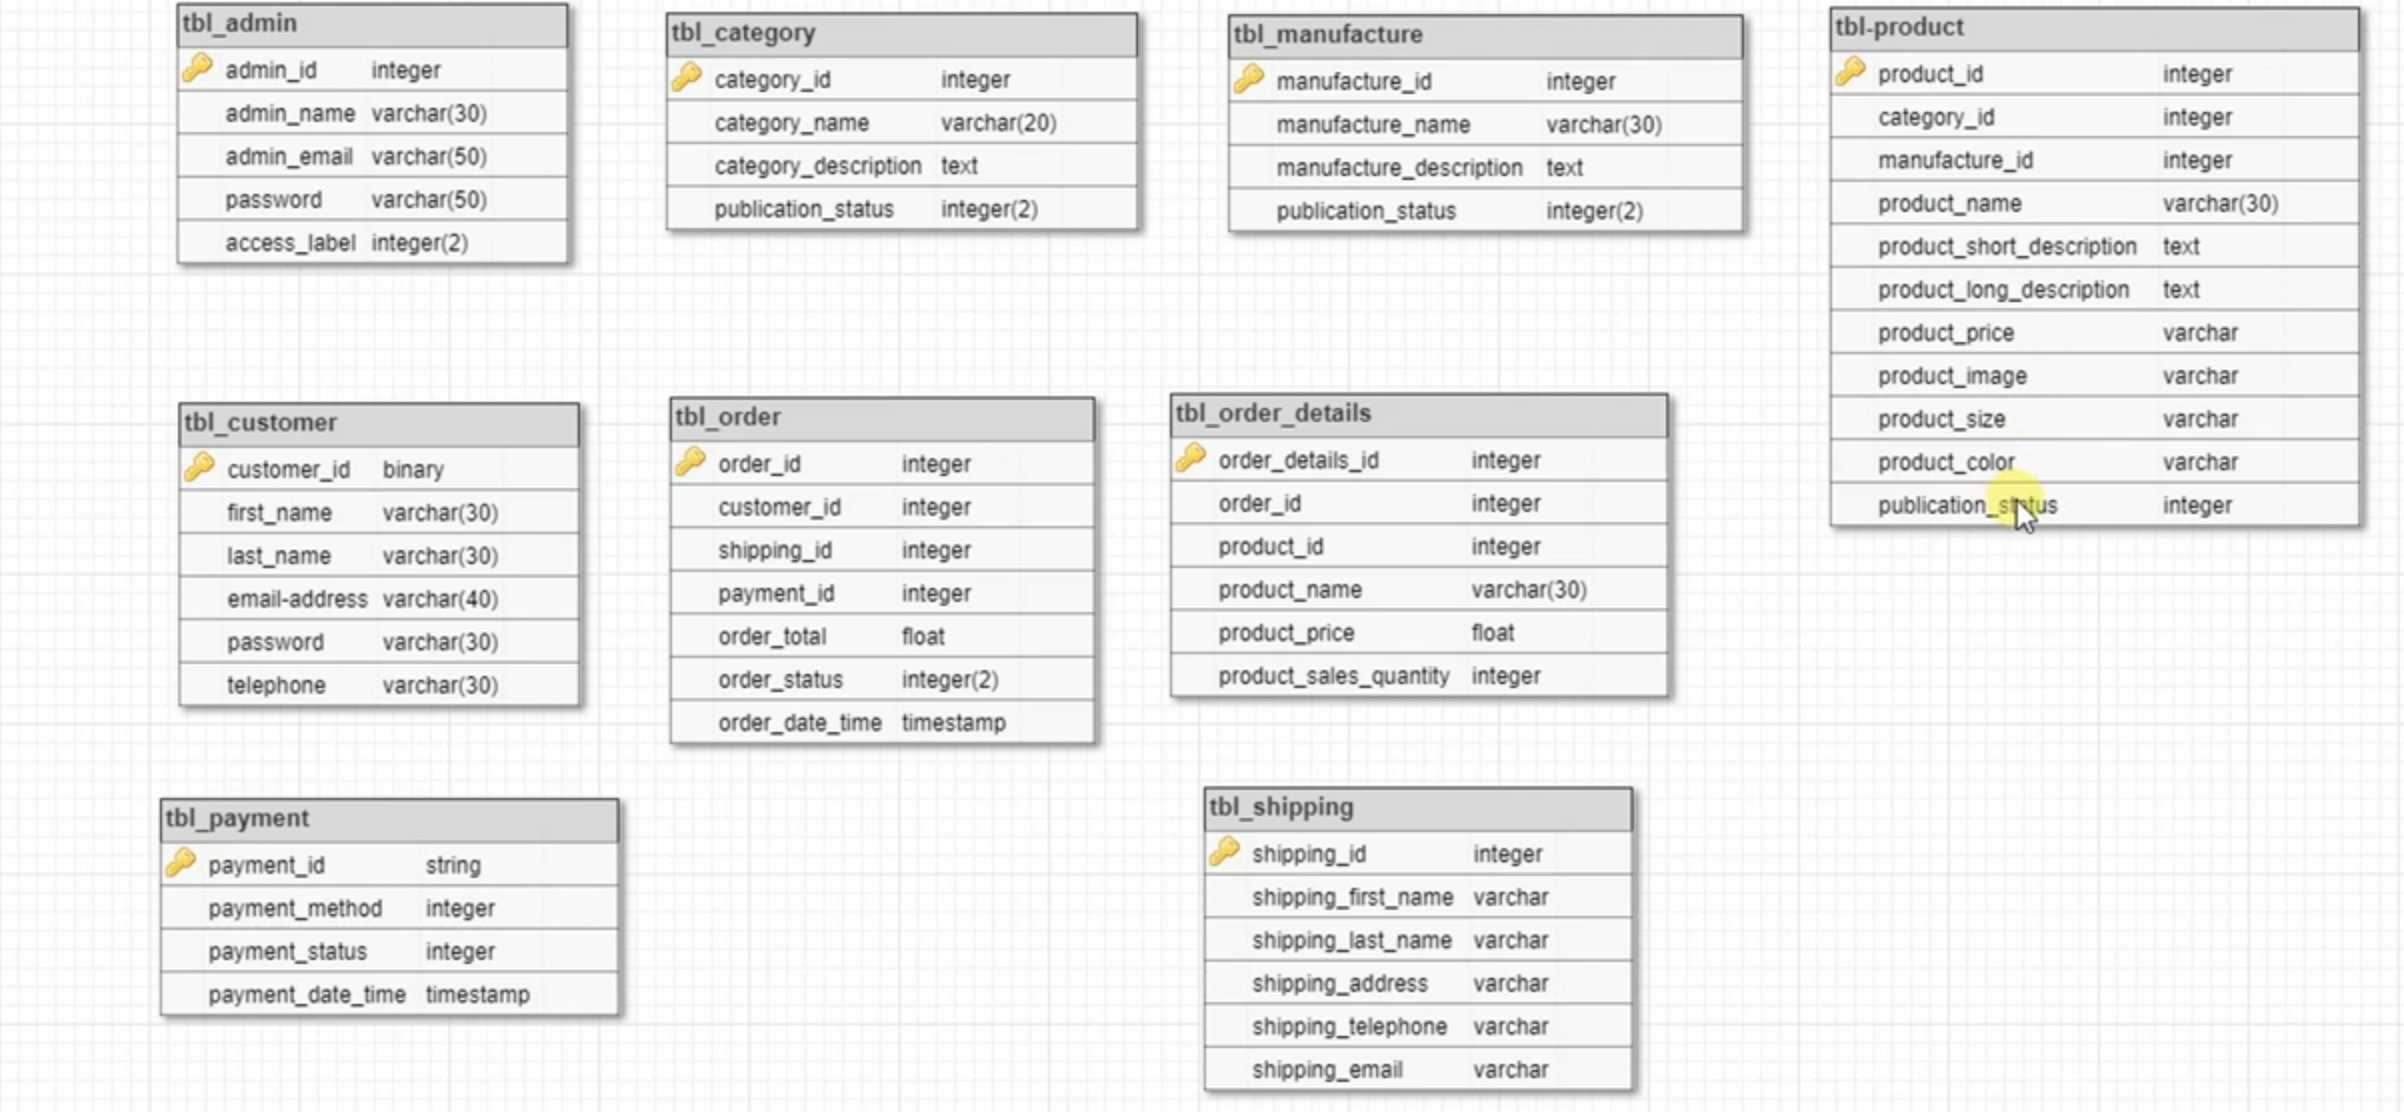 tbl_admin
admin_id integer
admin_name varchar(30)
admin_email varchar(50)
password varchar(50)
access_label integer(2)
tbl_category
category_id integer
category_name varchar(20)
category_description text
publication_status integer(2)
tbl_manufacture
manufacture_id integer
manufacture_name varchar(30)
manufacture_description text
publication_status integer(2)
tbl-product
product_id integer
category_id integer
manufacture_id integer
product_name varchar(30)
product_short_description text
product_long_description text
product_price varchar
product_image varchar
product_size varchar
product_color varchar
publication_status integer
tbl_customer
customer_id binary
first_name varchar(30)
last_name varchar(30)
email-address varchar(40)
password varchar(30)
telephone varchar(30)
tbl_order
order_id integer
customer_id integer
shipping_id integer
payment_id integer
order_total float
order_status integer(2)
order_date_time timestamp
tbl_order_details
order_details_id integer
order_id integer
product_id integer
product_name varchar(30)
product_price float
product_sales_quantity integer
tbl_payment
payment_id string
payment_method integer
payment_status integer
payment_date_time timestamp
tbl_shipping
shipping_id integer
shipping_first_name varchar
shipping_last_name varchar
shipping_address varchar
shipping_telephone varchar
shipping_email varchar